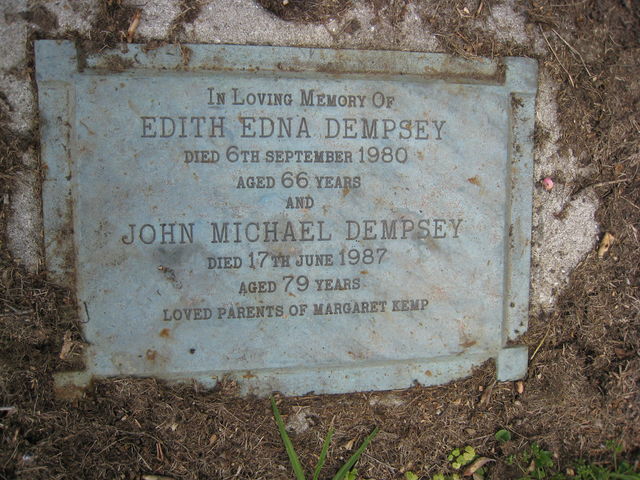 In Loving Memory Of
EDITH EDNA DEMPSEY
DIED 6TH SEPTEMBER 1980
AGED 66 YEARS
AND
JOHN MICHAEL DEMPSEY
DIED 17TH JUNE 1987
AGED 79 YEARS
LOVED PARENTS OF MARGARET KEMP